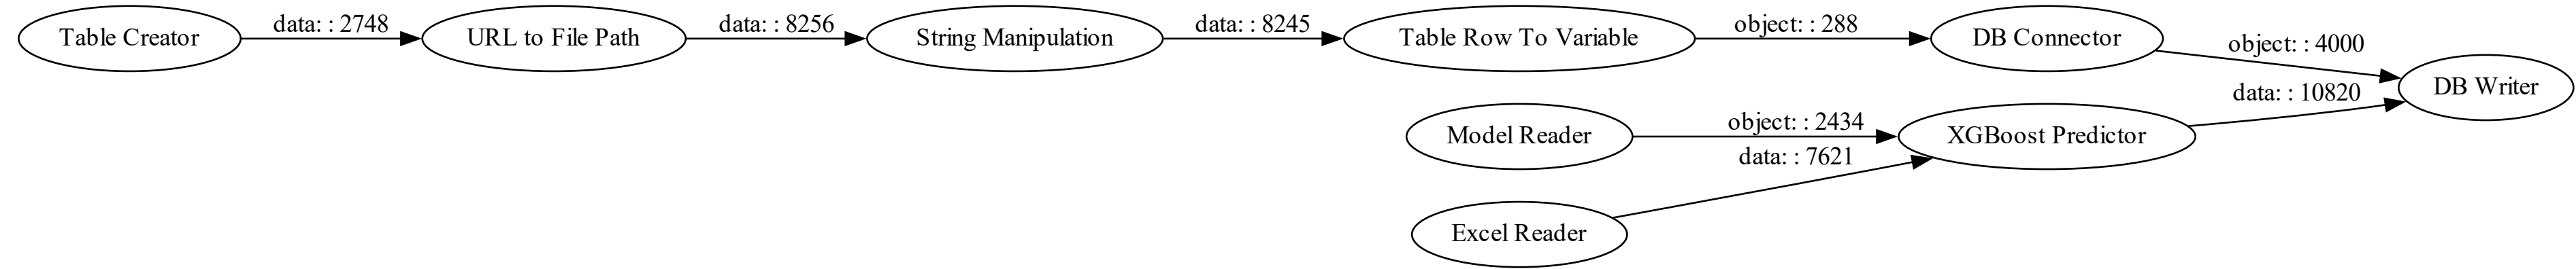 Table Creator
data: : 2748
URL to File Path
data: : 8256
String Manipulation
data: : 8245
Table Row To Variable
object: : 288
DB Connector
object: : 4000
DB Writer
Model Reader
object: : 2434
XGBoost Predictor
data: : 10820
Excel Reader
data: : 7621